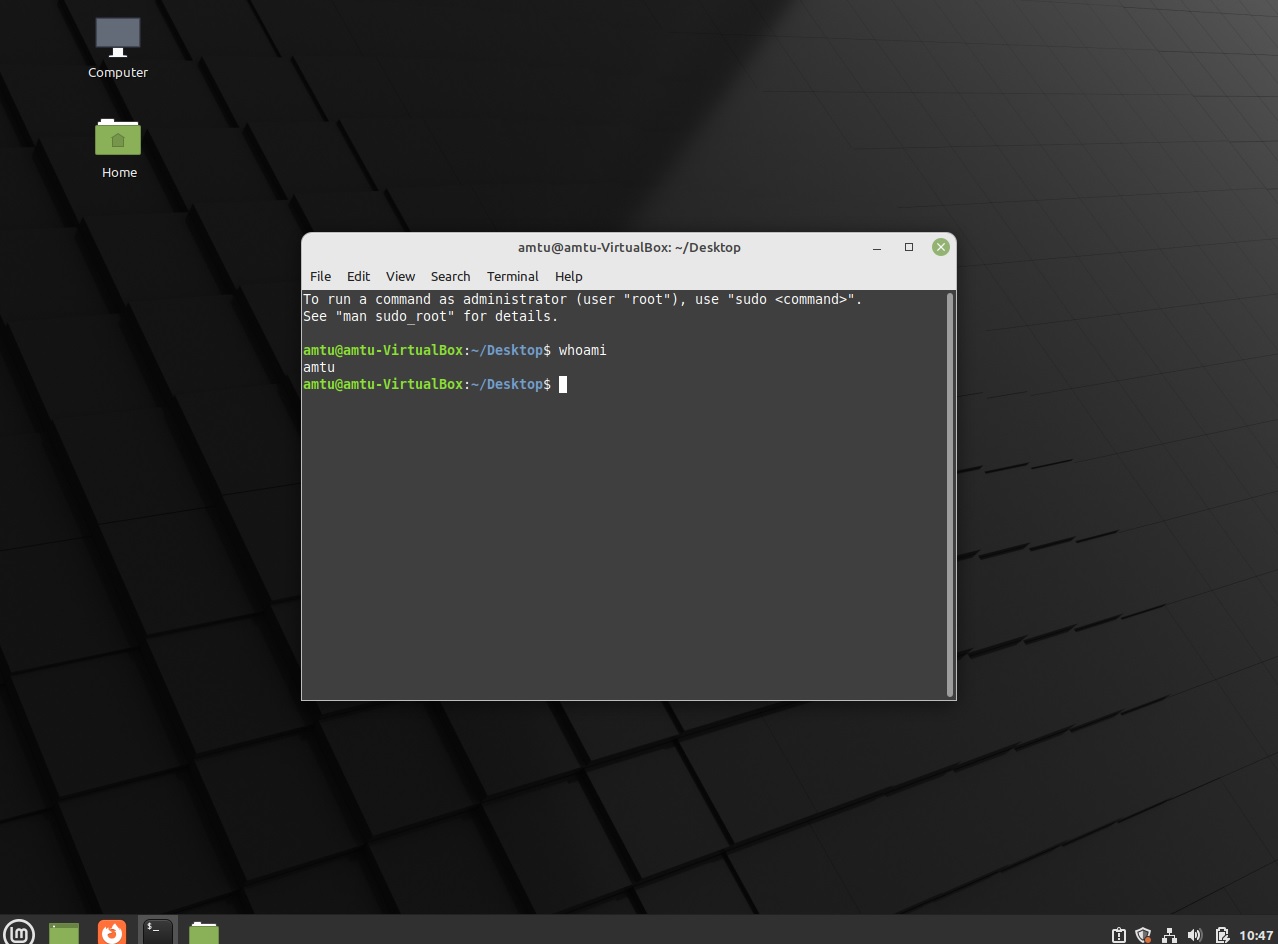 Computer
Home
amtu@amtu-VirtualBox: ~/Desktop
File Edit View Search Terminal Help
To run a command as administrator (user "root"), use "sudo <command>".
See "man sudo_root" for details.
amtu@amtu-VirtualBox:~/Desktop$ whoami
amtu
amtu@amtu-VirtualBox:~/Desktop$
lm
$_
10:47